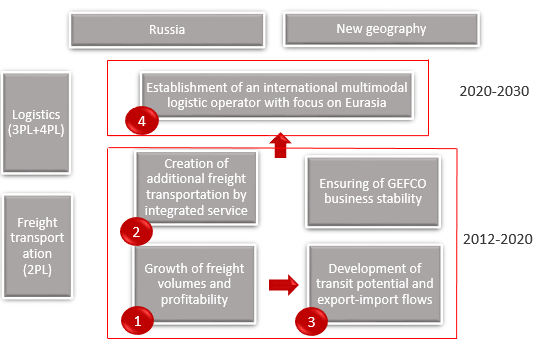 Russia
New geography
Logistics
(3PL+4PL)
Establishment of an international multimodal
logistic operator with focus on Eurasia
4
2020-2030
Freight
transport
ation
(2PL)
Creation of
additional freight
transportation by
integrated service
2
Ensuring of GEFCO
business stability
2012-2020
Growth of freight
volumes and
profitability
1
Development of
transit potential and
export-import flows
3